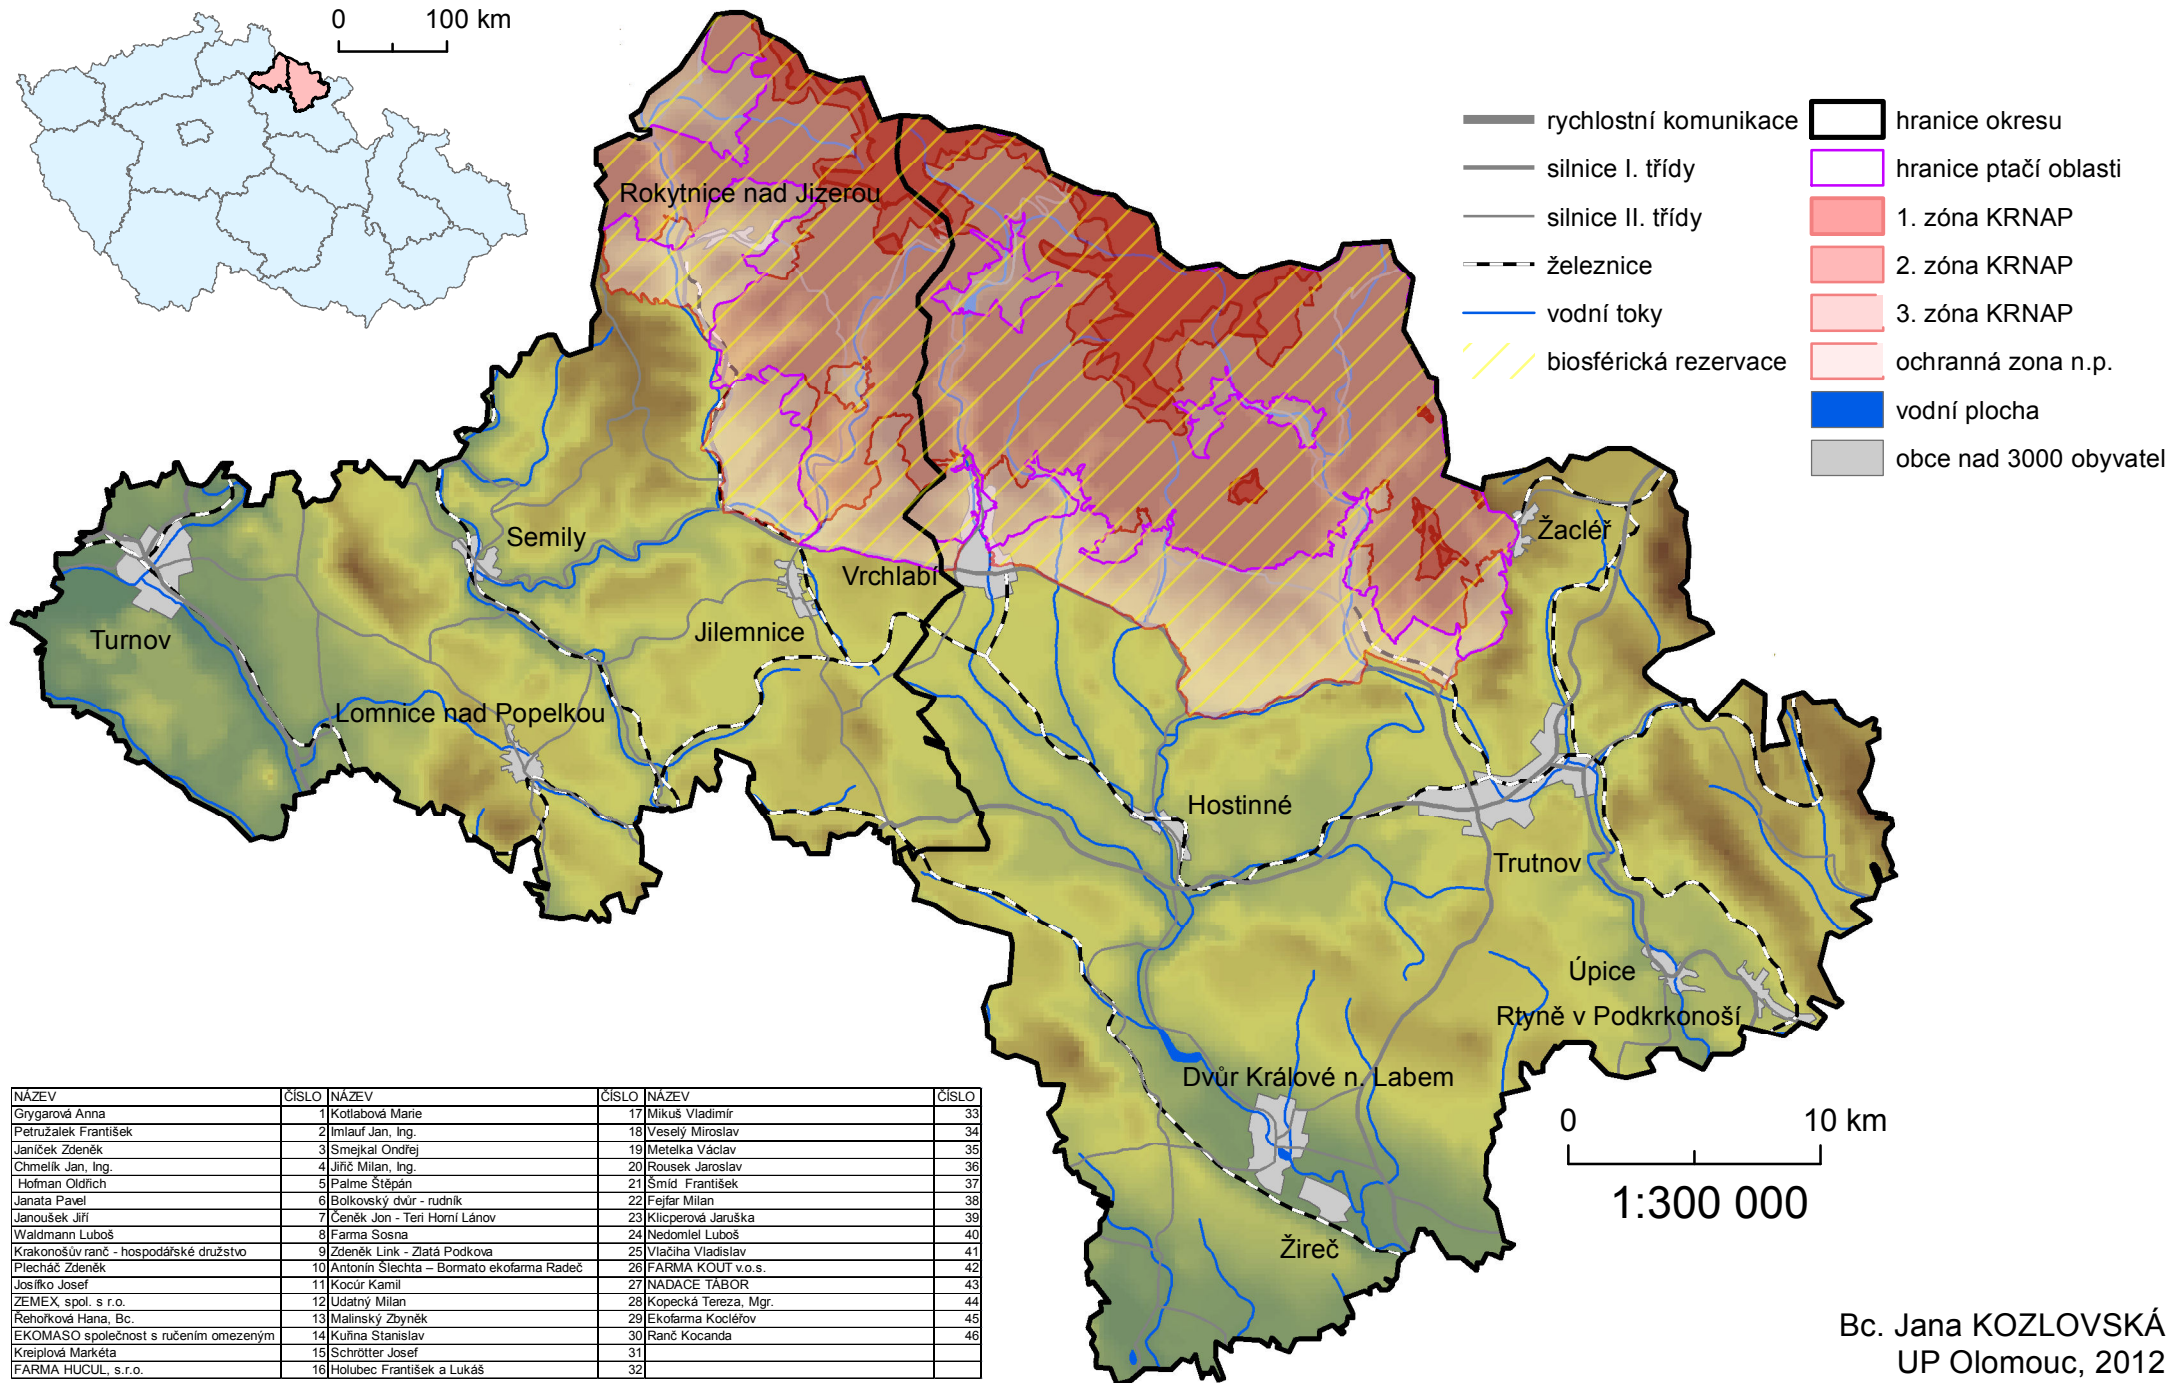 0 100 km
rychlostní komunikace
silnice I. třídy
silnice II. třídy
železnice
vodní toky
biosférická rezervace
hranice okresu
hranice ptačí oblasti
1. zóna KRNAP
2. zóna KRNAP
3. zóna KRNAP
ochranná zona n.p.
vodní plocha
obce nad 3000 obyvatel
Rokytnice nad Jizerou
Žacléř
Semily
Vrchlabí
Jilemnice
Turnov
Lomnice nad Popelkou
Hostinné
Trutnov
Úpice
Rtyně v Podkrkonoší
Dvůr Králové n. Labem
Žireč
0 10 km
1:300 000
NÁZEV ČÍSLO NÁZEV ČÍSLO NÁZEV ČÍSLO
Grygarová Anna 1 Kotlabová Marie 17 Mikuš Vladimír 33
Petružalek František 2 Imlauf Jan, Ing. 18 Veselý Miroslav 34
Janíček Zdeněk 3 Smejkal Ondřej 19 Metelka Václav 35
Chmelík Jan, Ing. 4 Jiřič Milan, Ing. 20 Rousek Jaroslav 36
Hofman Oldřich 5 Palme Štěpán 21 Šmíd František 37
Janata Pavel 6 Bolkovský dvůr - rudník 22 Fejfar Milan 38
Janoušek Jiří 7 Čeněk Jon - Teri Horní Lánov 23 Klicperová Jaruška 39
Waldmann Luboš 8 Farma Sosna 24 Nedomlel Luboš 40
Krakonošův ranč - hospodářské družstvo 9 Zdeněk Link - Zlatá Podkova 25 Vlačiha Vladislav 41
Plecháč Zdeněk 10 Antonín Šlechta – Bormato ekofarma Radeč 26 FARMA KOUT v.o.s. 42
Josífko Josef 11 Kocúr Kamil 27 NADACE TÁBOR 43
ZEMEX, spol. s r.o. 12 Udatný Milan 28 Kopecká Tereza, Mgr. 44
Řehořková Hana, Bc. 13 Malinský Zbyněk 29 Ekofarma Kocléřov 45
EKOMASO společnost s ručením omezeným 14 Kuřina Stanislav 30 Ranč Kocanda 46
Kreiplová Markéta 15 Schrötter Josef 31
FARMA HUCUL, s.r.o. 16 Holubec František a Lukáš 32
Bc. Jana KOZLOVSKÁ
UP Olomouc, 2012